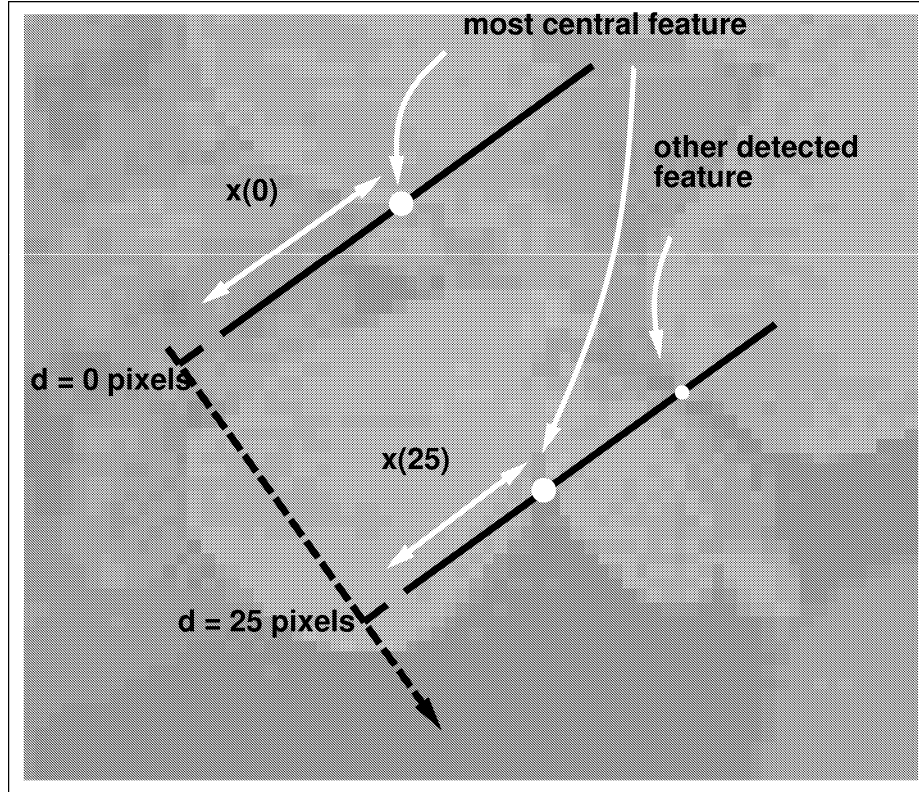 most central feature
other detected
feature
x(0)
d = 0 pixels
x(25)
d = 25 pixels